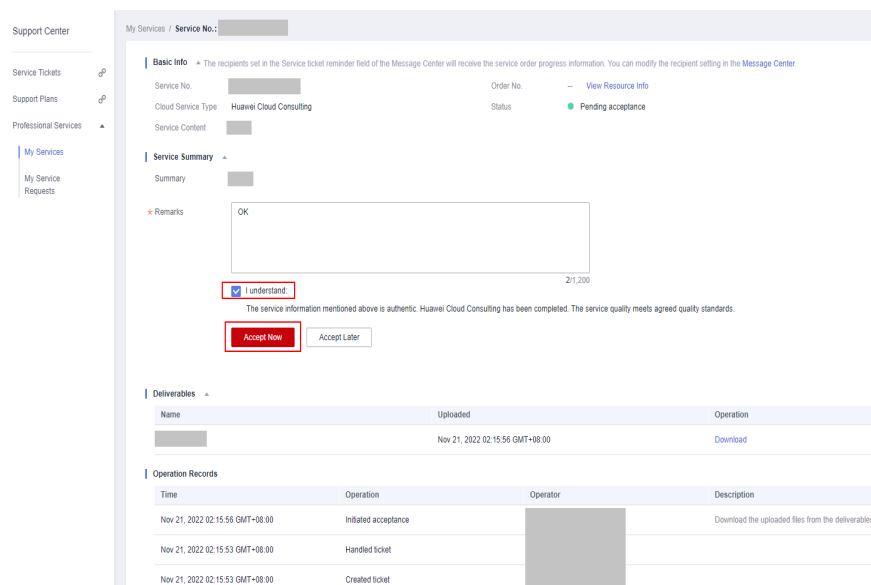 Support Center
My Services / Service No.:
Basic Info The recipients set in the Service ticket reminder field of the Message Center will receive the service order progress information. You can modify the recipient setting in the Message Center.
Service Tickets
Service No.
Order No. -- View Resource Info
Support Plans
Cloud Service Type Huawei Cloud Consulting
Status Pending acceptance
Professional Services
Service Content
My Services
Service Summary
My Service
Requests
Summary
* Remarks
OK
2/1,200
I understand:
The service information mentioned above is authentic. Huawei Cloud Consulting has been completed. The service quality meets agreed quality standards.
Accept Now Accept Later
Deliverables
Name Uploaded Operation
Nov 21, 2022 02:15:56 GMT+08:00 Download
Operation Records
Time Operation Operator Description
Nov 21, 2022 02:15:56 GMT+08:00 Initiated acceptance Download the uploaded files from the deliverables
Nov 21, 2022 02:15:53 GMT+08:00 Handled ticket
Nov 21, 2022 02:15:53 GMT+08:00 Created ticket